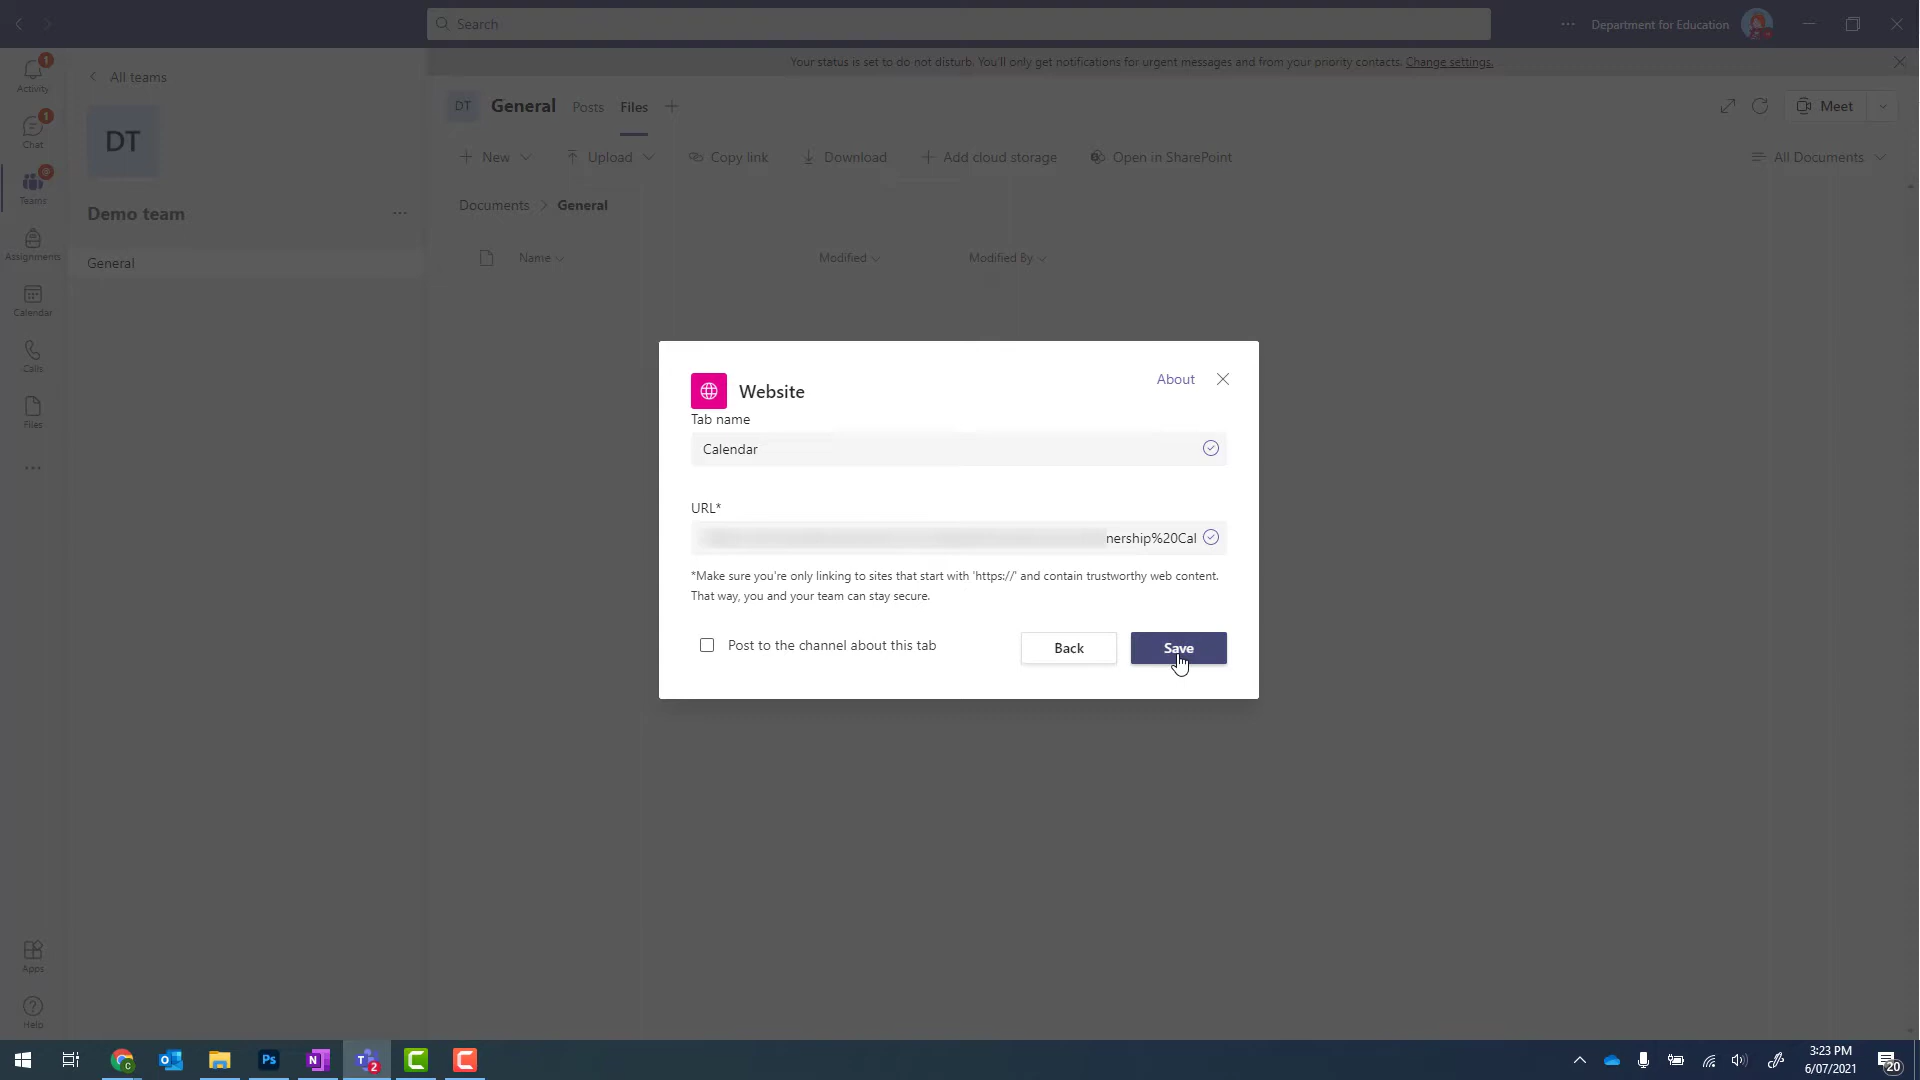 Search
Department for Education
Your status is set to do not disturb. You'll only get notifications for urgent messages and from your priority contacts. Change settings.
1
Activity
1
Chat
Teams
Assignments
Calendar
Calls
Files
Apps
Help
All teams
DT
Demo team
General
DT General Posts Files
Meet
New Upload Copy link Download Add cloud storage Open in SharePoint All Documents
Documents General
Name Modified Modified By
Website
About
Tab name
Calendar
URL*
nership%20Cal
*Make sure you're only linking to sites that start with 'https://' and contain trustworthy web content.
That way, you and your team can stay secure.
Post to the channel about this tab
Back
Save
Ps
N
T
2
3:23 PM
6/07/2021
20